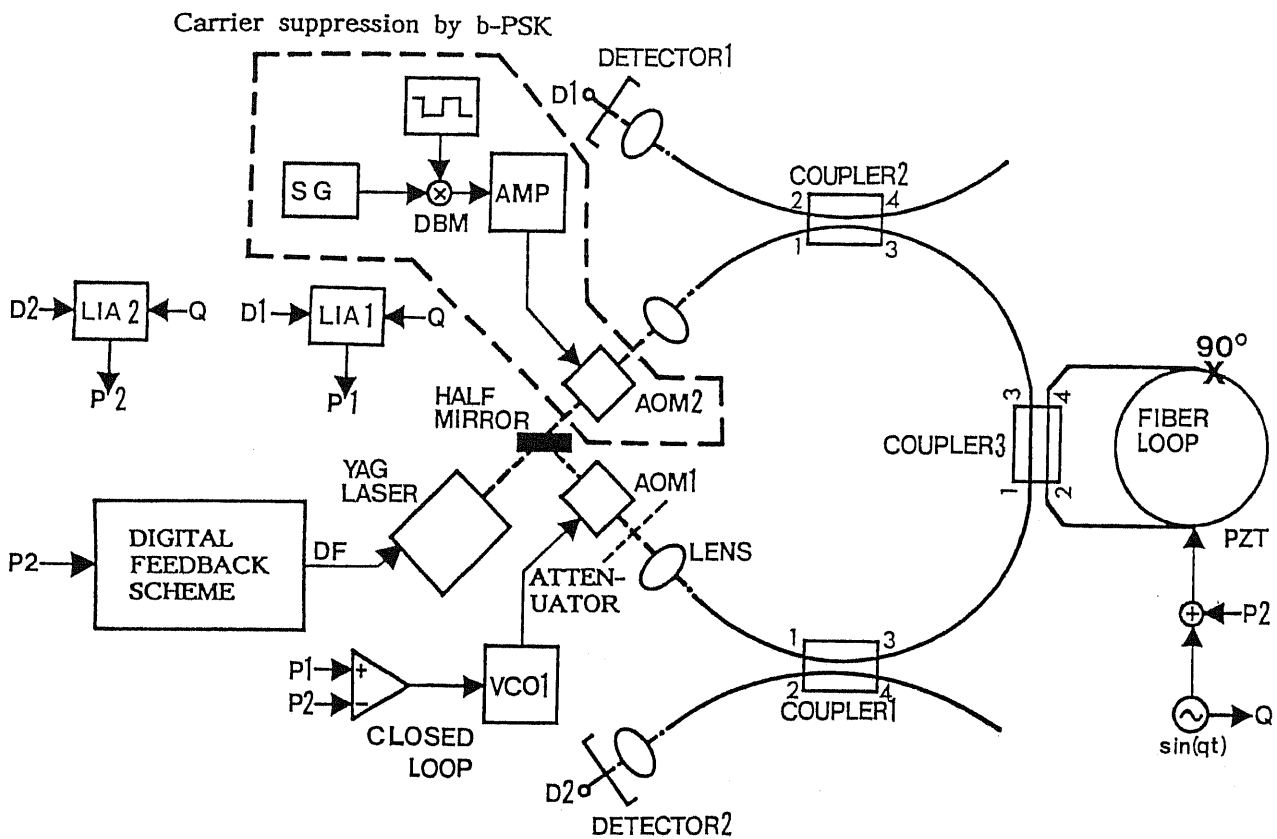 Carrier suppression by b-PSK
DETECTOR1
D1
SG
DBM
AMP
COUPLER2
2
4
1
3
D2
LIA 2
Q
P 2
D1
LIA 1
Q
P 1
HALF
MIRROR
AOM2
90°
X
FIBER
LOOP
3
4
COUPLER3
1
2
YAG
LASER
AOM1
PZT
P2
DIGITAL
FEEDBACK
SCHEME
DF
LENS
ATTEN-
UATOR
+
P2
P1
+
P2
−
VCO1
CLOSED
LOOP
1
3
2
4
COUPLER1
Q
sin(qt)
D2
DETECTOR2